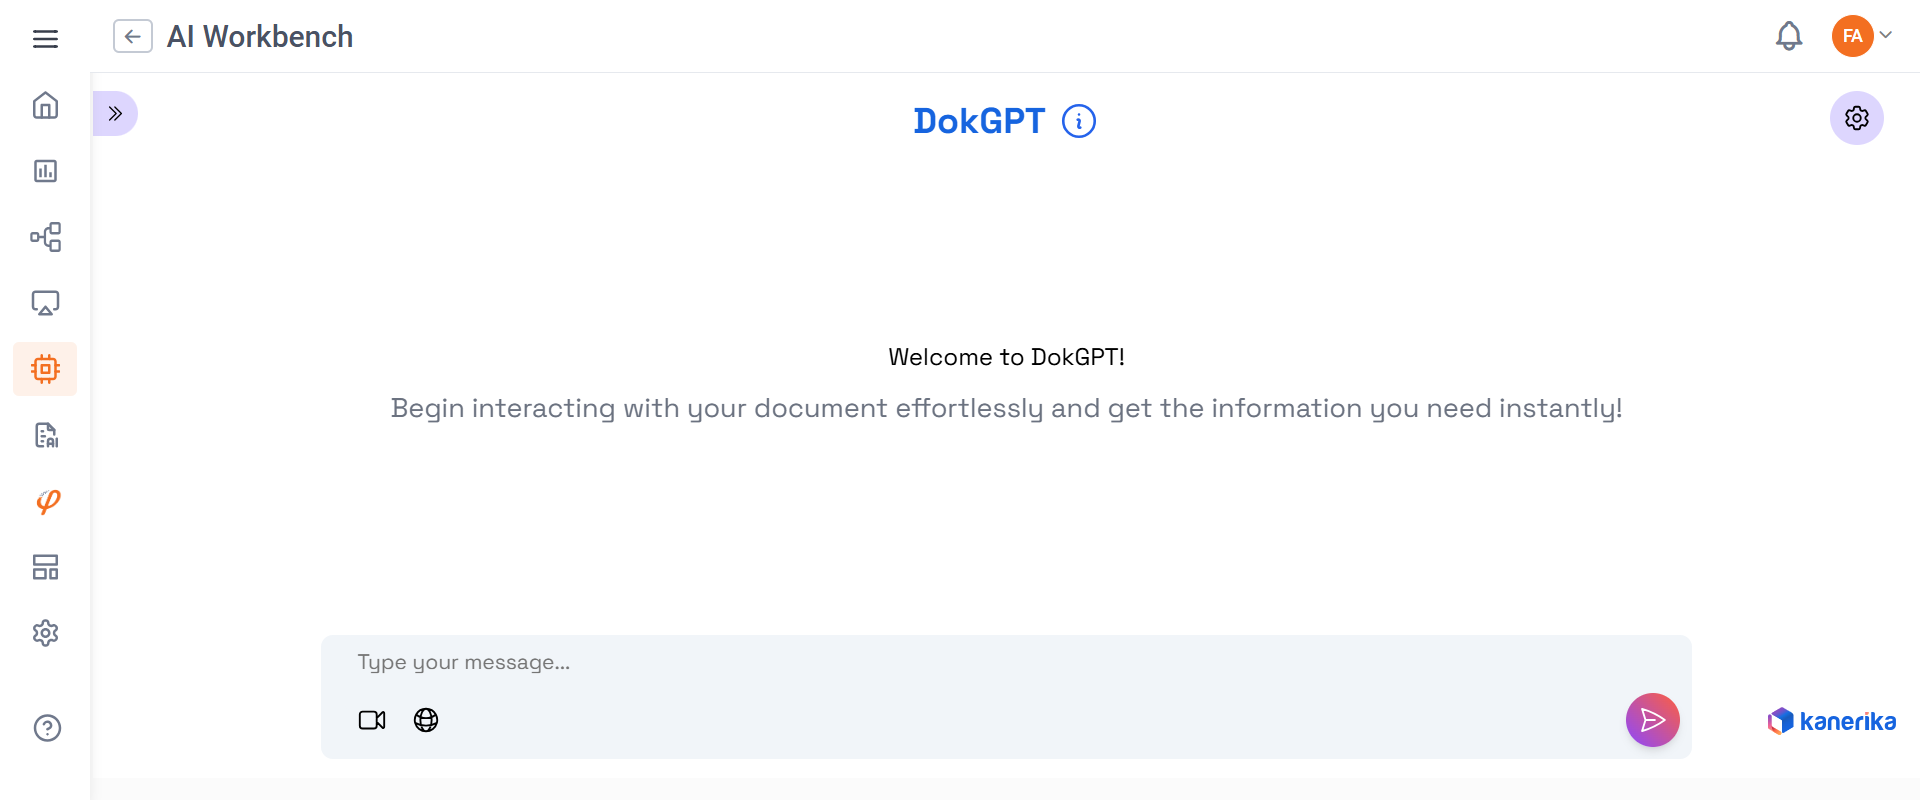 AI Workbench
FA
DokGPT
Welcome to DokGPT!
Begin interacting with your document effortlessly and get the information you need instantly!
Type your message...
kanerika
AI